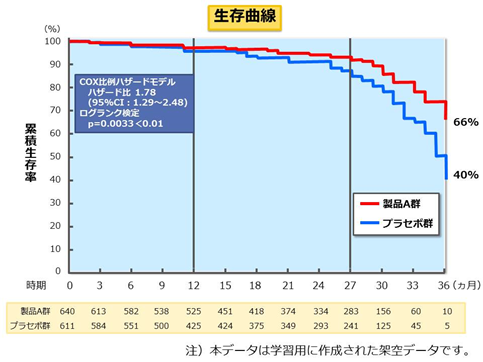 生存曲線
(%)
100
90
80
70
60
50
40
30
20
10
0
累積生存率
COX比例ハザードモデル
ハザード比 1.78
(95%CI：1.29~2.48)
ログランク検定
p=0.0033＜0.01
66%
40%
製品A群
プラセボ群
時期 0 3 6 9 12 15 18 21 24 27 30 33 36 (ヵ月)
製品A群 640 613 582 538 525 451 418 374 334 283 156 60 10
プラセボ群 611 584 551 500 425 424 375 349 293 241 125 45 5
注）本データは学習用に作成された架空データです。